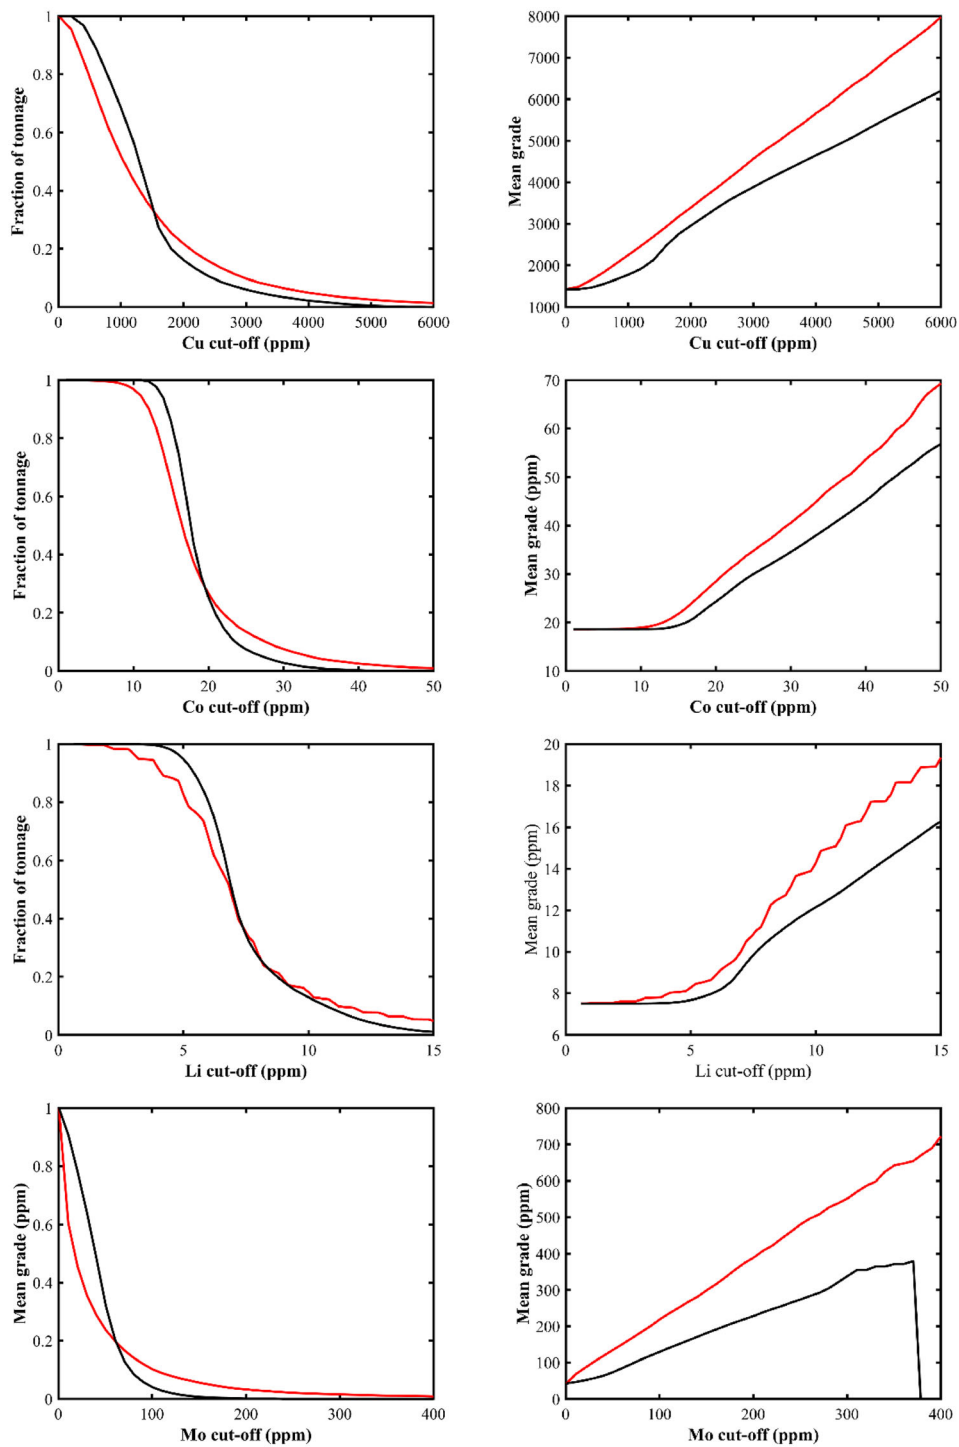 1
0.8
0.6
0.4
0.2
0
Fraction of tonnage
0 1000 2000 3000 4000 5000 6000
Cu cut-off (ppm)
8000
7000
6000
5000
4000
3000
2000
1000
Mean grade
0 1000 2000 3000 4000 5000 6000
Cu cut-off (ppm)
1
0.8
0.6
0.4
0.2
0
Fraction of tonnage
0 10 20 30 40 50
Co cut-off (ppm)
70
60
50
40
30
20
10
Mean grade (ppm)
0 10 20 30 40 50
Co cut-off (ppm)
1
0.8
0.6
0.4
0.2
0
Fraction of tonnage
0 5 10 15
Li cut-off (ppm)
20
18
16
14
12
10
8
6
Mean grade (ppm)
0 5 10 15
Li cut-off (ppm)
1
0.8
0.6
0.4
0.2
0
Mean grade (ppm)
0 100 200 300 400
Mo cut-off (ppm)
800
700
600
500
400
300
200
100
0
Mean grade (ppm)
0 100 200 300 400
Mo cut-off (ppm)